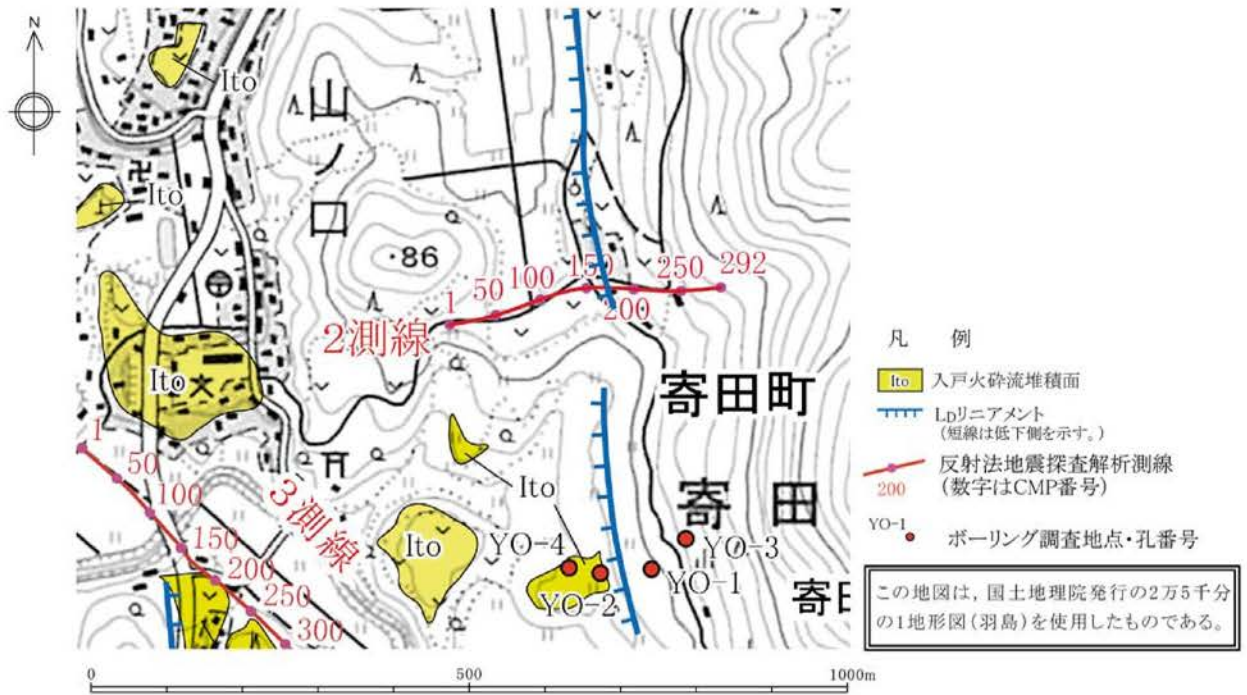 N
Ito
山ノ口
Ito
・86
1
50
100
150
200
250
292
2測線
Ito
寄田町
1
50
100
150
200
250
300
3測線
Ito
Ito
寄田
YO-4
YO-3
YO-2
YO-1
寄田
0
500
1000m
凡 例
Ito 入戸火砕流堆積面
LDリニアメント
(短線は低下側を示す。)
反射法地震探査解析測線
200 (数字はCMP番号)
YO-1 ボーリング調査地点・孔番号
この地図は, 国土地理院発行の2万5千分
の1地形図(羽島)を使用したものである。